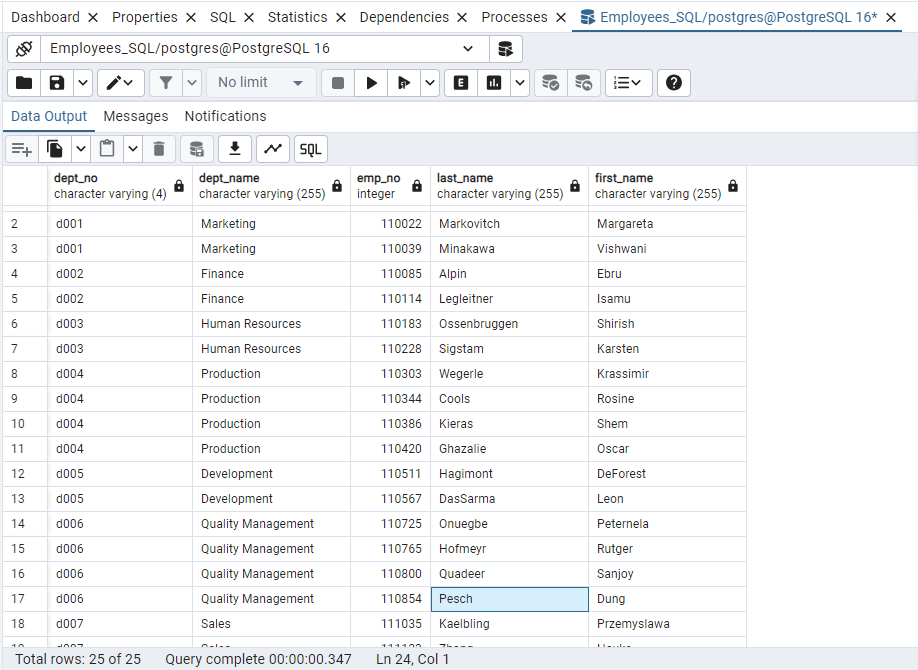 Dashboard Properties SQL Statistics Dependencies Processes Employees_SQL/postgres@PostgreSQL 16*
Employees_SQL/postgres@PostgreSQL 16
No limit E
Data Output Messages Notifications
SQL
dept_no dept_name emp_no last_name first_name
character varying (4) character varying (255) integer character varying (255) character varying (255)
2 d001 Marketing 110022 Markovitch Margareta
3 d001 Marketing 110039 Minakawa Vishwani
4 d002 Finance 110085 Alpin Ebru
5 d002 Finance 110114 Legleitner Isamu
6 d003 Human Resources 110183 Ossenbruggen Shirish
7 d003 Human Resources 110228 Sigstam Karsten
8 d004 Production 110303 Wegerle Krassimir
9 d004 Production 110344 Cools Rosine
10 d004 Production 110386 Kieras Shem
11 d004 Production 110420 Ghazalie Oscar
12 d005 Development 110511 Hagimont DeForest
13 d005 Development 110567 DasSarma Leon
14 d006 Quality Management 110725 Onuegbe Peternela
15 d006 Quality Management 110765 Hofmeyr Rutger
16 d006 Quality Management 110800 Quadeer Sanjoy
17 d006 Quality Management 110854 Pesch Dung
18 d007 Sales 111035 Kaelbling Przemyslawa
Total rows: 25 of 25 Query complete 00:00:00.347 Ln 24, Col 1